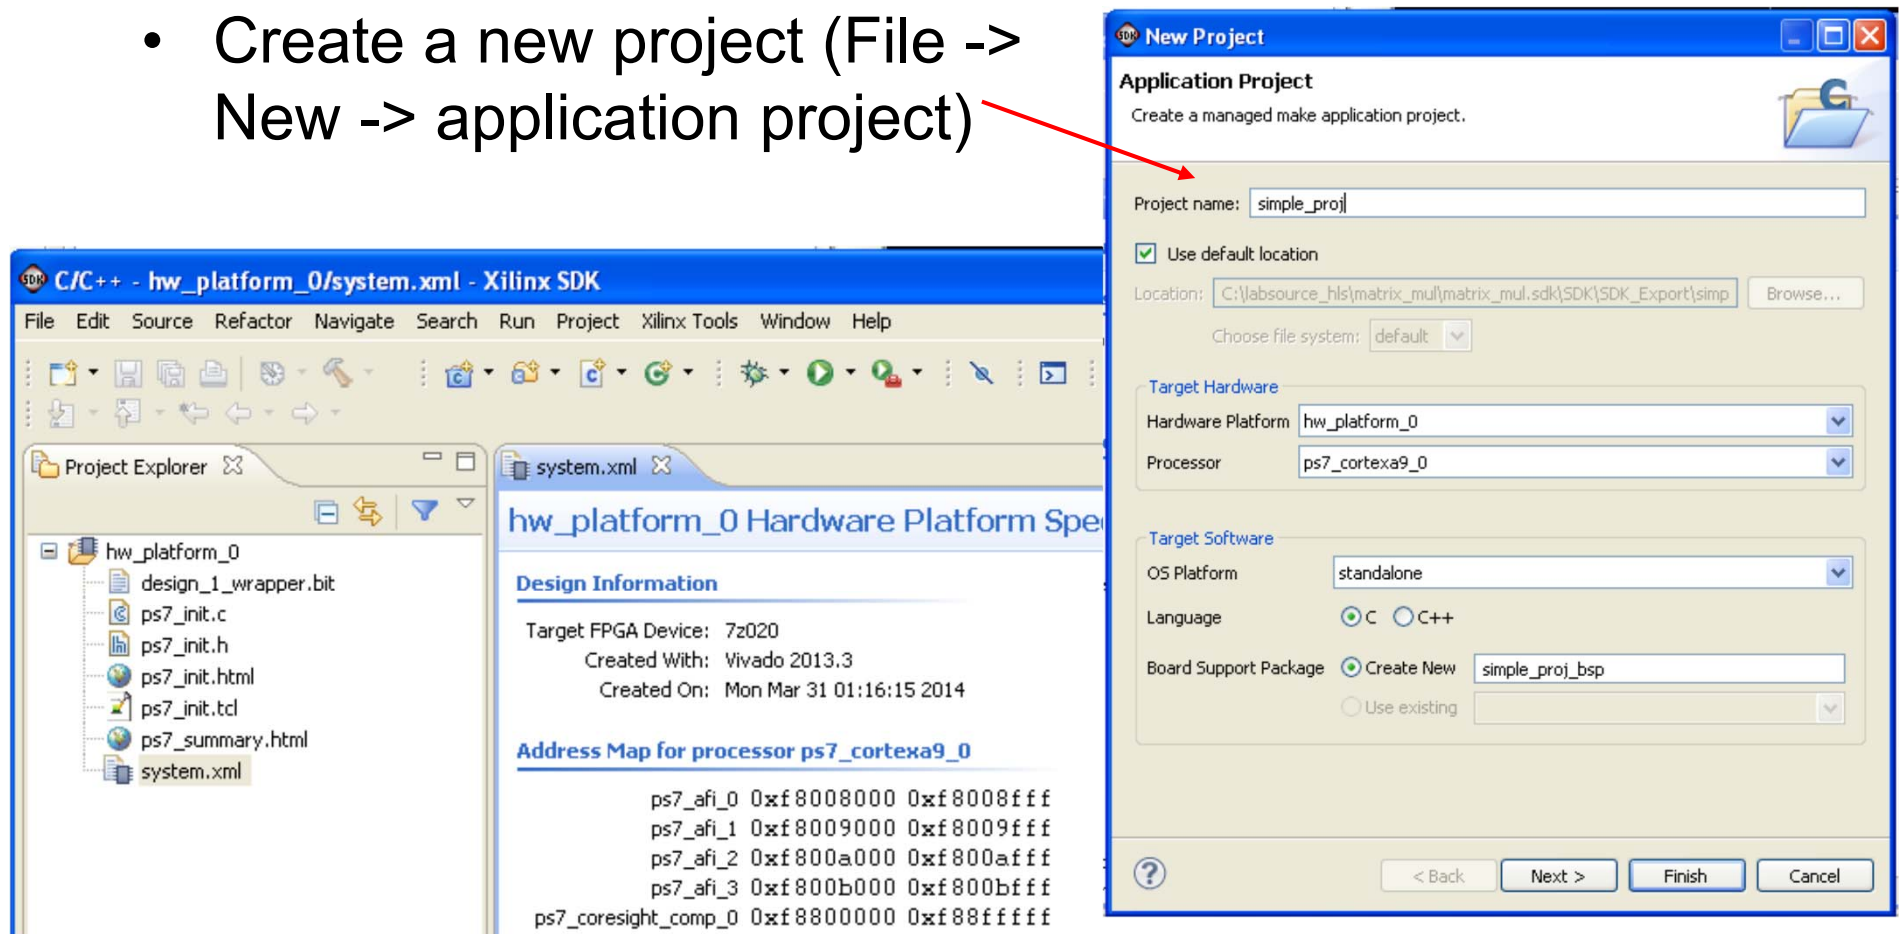 • Create a new project (File ->
New -> application project)
C/C++ - hw_platform_0/system.xml - Xilinx SDK
File Edit Source Refactor Navigate Search Run Project Xilinx Tools Window Help
Project Explorer
hw_platform_0
design_1_wrapper.bit
ps7_init.c
ps7_init.h
ps7_init.html
ps7_init.tcl
ps7_summary.html
system.xml
system.xml
hw_platform_0 Hardware Platform Spe
Design Information
Target FPGA Device: 7z020
Created With: Vivado 2013.3
Created On: Mon Mar 31 01:16:15 2014
Address Map for processor ps7_cortexa9_0
ps7_afi_0 0xf8008000 0xf8008fff
ps7_afi_1 0xf8009000 0xf8009fff
ps7_afi_2 0xf800a000 0xf800afff
ps7_afi_3 0xf800b000 0xf800bfff
ps7_coresight_comp_0 0xf8800000 0xf88fffff
New Project
Application Project
Create a managed make application project.
Project name: simple_proj
Use default location
Location: C:\labsource_hls\matrix_mul\matrix_mul.sdk\SDK\SDK_Export\simp Browse...
Choose file system: default
Target Hardware
Hardware Platform hw_platform_0
Processor ps7_cortexa9_0
Target Software
OS Platform standalone
Language C C++
Board Support Package Create New simple_proj_bsp
Use existing
< Back Next > Finish Cancel